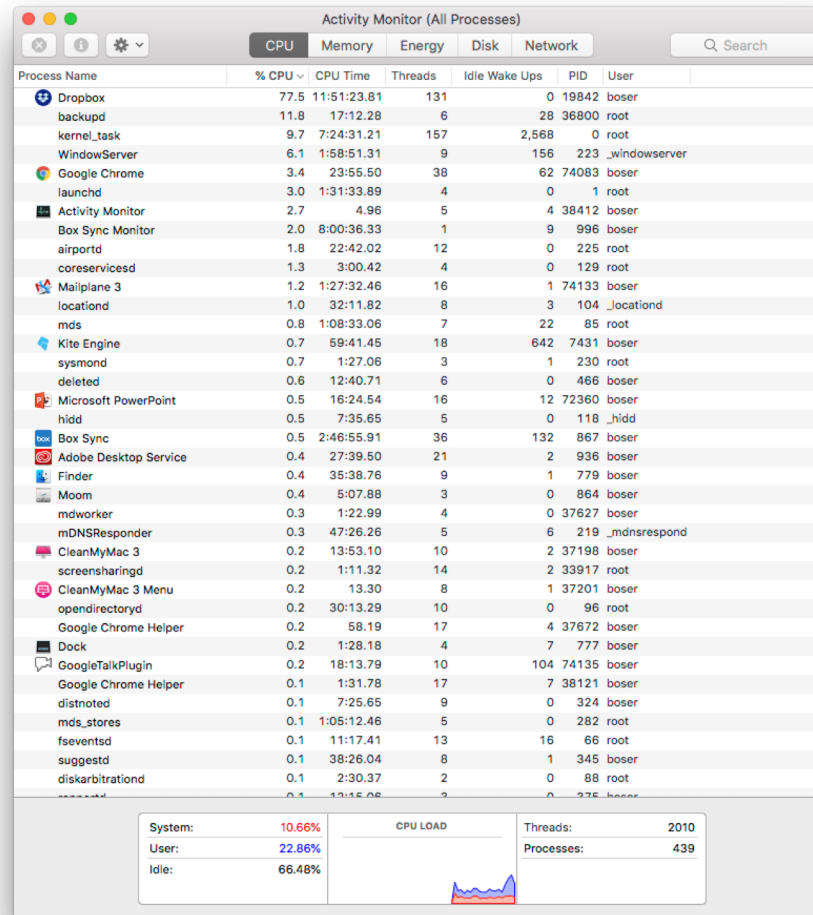 Activity Monitor (All Processes)
CPU Memory Energy Disk Network Search
Process Name % CPU CPU Time Threads Idle Wake Ups PID User
Dropbox 77.5 11:51:23.81 131 0 19842 boser
backupd 11.8 17:12.28 6 28 36800 root
kernel_task 9.7 7:24:31.21 157 2,568 0 root
WindowServer 6.1 1:58:51.31 9 156 223 _windowserver
Google Chrome 3.4 23:55.50 38 62 74083 boser
launchd 3.0 1:31:33.89 4 0 1 root
Activity Monitor 2.7 4.96 5 4 38412 boser
Box Sync Monitor 2.0 8:00:36.33 1 9 996 boser
airportd 1.8 22:42.02 12 0 225 root
coreservicesd 1.3 3:00.42 4 0 129 root
Mailplane 3 1.2 1:27:32.46 16 1 74133 boser
locationd 1.0 32:11.82 8 3 104 _locationd
mds 0.8 1:08:33.06 7 22 85 root
Kite Engine 0.7 59:41.45 18 642 7431 boser
sysmond 0.7 1:27.06 3 1 230 root
deleted 0.6 12:40.71 6 0 466 boser
Microsoft PowerPoint 0.5 16:24.54 16 12 72360 boser
hidd 0.5 7:35.65 5 0 118 _hidd
box Box Sync 0.5 2:46:55.91 36 132 867 boser
Adobe Desktop Service 0.4 27:39.50 21 2 936 boser
Finder 0.4 35:38.76 9 1 779 boser
Moom 0.4 5:07.88 3 0 864 boser
mdworker 0.3 1:22.99 4 0 37627 boser
mDNSResponder 0.3 47:26.26 5 6 219 _mdnsrespond
CleanMyMac 3 0.2 13:53.10 10 2 37198 boser
screensharingd 0.2 1:11.32 14 2 33917 root
CleanMyMac 3 Menu 0.2 13.30 8 1 37201 boser
opendirectoryd 0.2 30:13.29 10 0 96 root
Google Chrome Helper 0.2 58.19 17 4 37672 boser
Dock 0.2 1:28.18 4 7 777 boser
GoogleTalkPlugin 0.2 18:13.79 10 104 74135 boser
Google Chrome Helper 0.1 1:31.78 17 7 38121 boser
distnoted 0.1 7:25.65 9 0 324 boser
mds_stores 0.1 1:05:12.46 5 0 282 root
fseventsd 0.1 11:17.41 13 16 66 root
suggestd 0.1 38:26.04 8 1 345 boser
diskarbitrationd 0.1 2:30.37 2 0 88 root
System: 10.66% CPU LOAD Threads: 2010
User: 22.86% Processes: 439
Idle: 66.48%